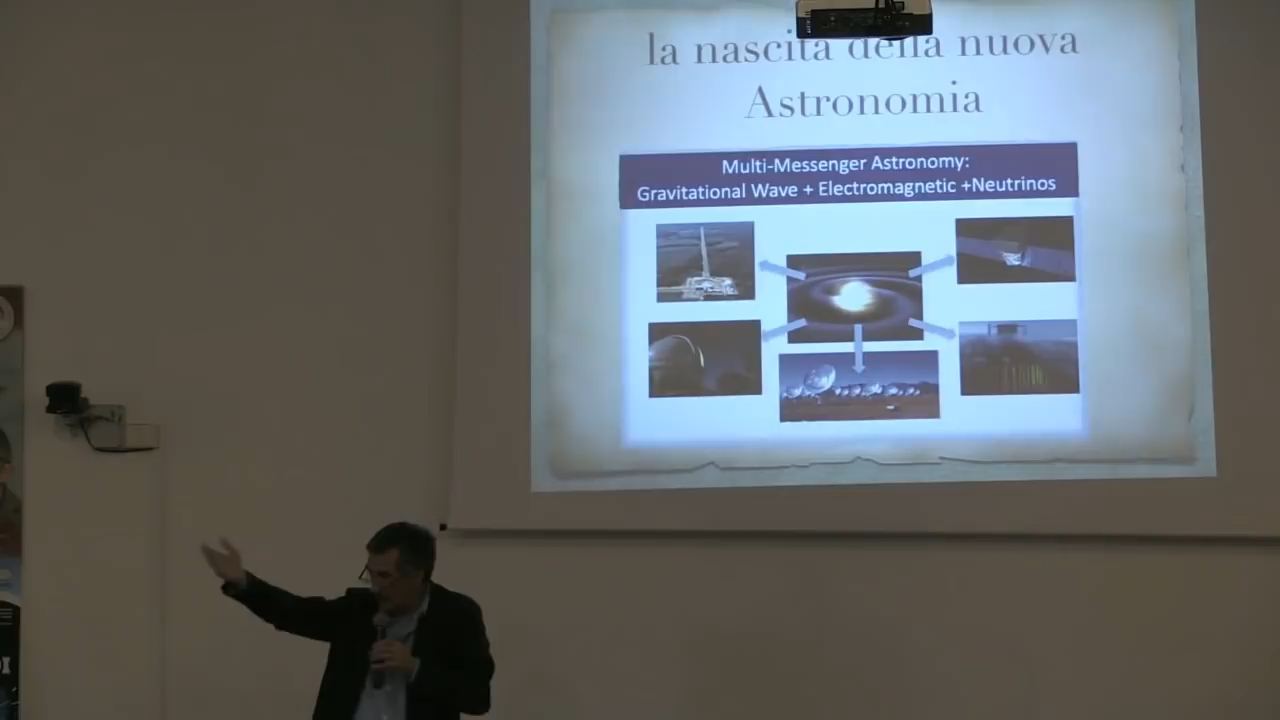 la nascita della nuova
Astronomia
Multi-Messenger Astronomy:
Gravitational Wave + Electromagnetic +Neutrinos